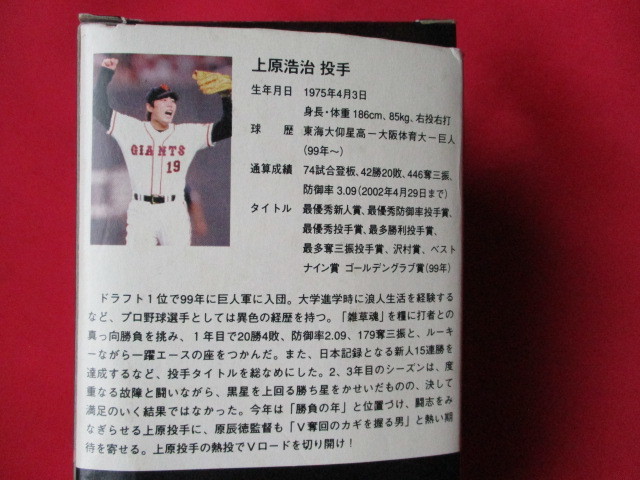 上原浩治 投手
生年月日 1975年4月3日
身長・体重 186cm、85kg、右投右打
球 歴 東海大仰星高ー大阪体育大ー巨人
(99年〜)
通算成績 74試合登板、42勝20敗、446奪三振、
防御率 3.09(2002年4月29日まで)
タイトル 最優秀新人賞、最優秀防御率投手賞、
最優秀投手賞、最多勝利投手賞、
最多奪三振投手賞、沢村賞、ベスト
ナイン賞 ゴールデングラブ賞(99年)
GIANTS
19
ドラフト1位で99年に巨人軍に入団。大学進学時に浪人生活を経験する
など、プロ野球選手としては異色の経歴を持つ。「雑草魂」を糧に打者との
真っ向勝負を挑み、1年目で20勝4敗、防御率2.09、179奪三振と、ルーキ
ーながら一躍エースの座をつかんだ。また、日本記録となる新人15連勝を
達成するなど、投手タイトルを総なめにした。2、3年目のシーズンは、度
重なる故障と闘いながら、黒星を上回る勝ち星をかせいだものの、決して
満足のいく結果ではなかった。今年は「勝負の年」と位置づけ、闘志をみ
なぎらせる上原投手に、原辰徳監督も「V奪回のカギを握る男」と熱い期
待を寄せる。上原投手の熱投でVロードを切り開け!